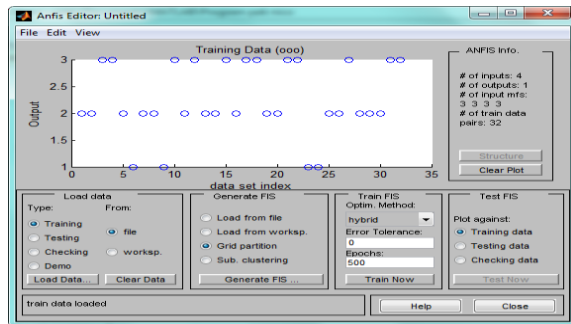 Anfis Editor: Untitled
File Edit View
Training Data (ooo)
3
2.5
2
1.5
1
Output
0 5 10 15 20 25 30 35
data set index
ANFIS Info.
# of inputs: 4
# of outputs: 1
# of input mfs:
3 3 3 3
# of train data
pairs: 32
Structure
Clear Plot
Load data
Type: From:
Training
file
Testing
Checking
worksp.
Demo
Load Data... Clear Data
Generate FIS
Load from file
Load from worksp.
Grid partition
Sub. clustering
Generate FIS ...
Train FIS
Optim. Method:
hybrid
Error Tolerance:
0
Epochs:
500
Train Now
Test FIS
Plot against:
Training data
Testing data
Checking data
Test Now
train data loaded
Help Close